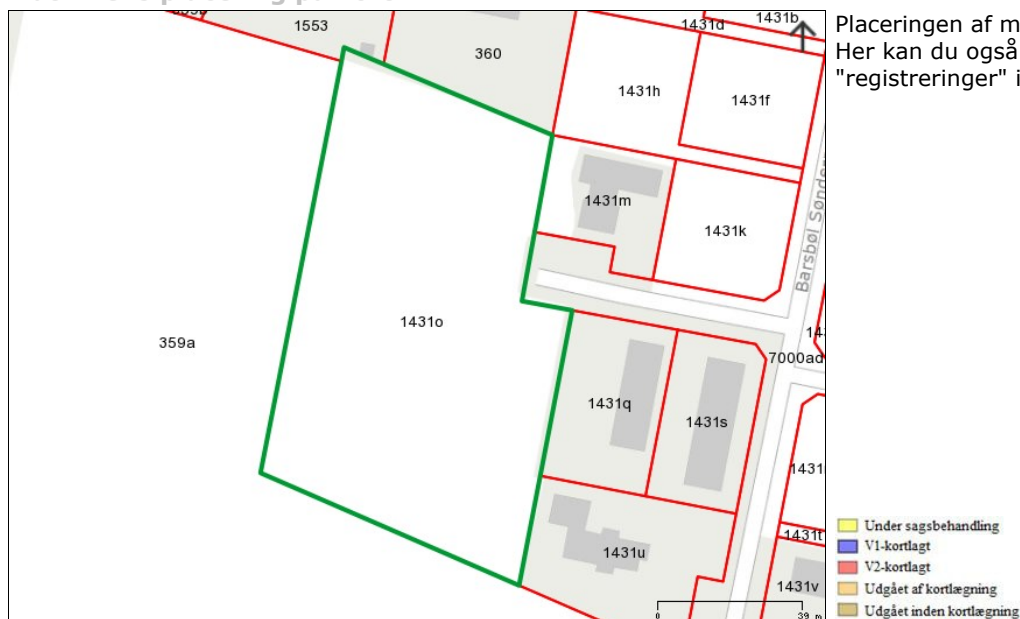 Placeringen af m
Her kan du også
"registreringer" i
1553
360
1431d
1431b
1431h
1431f
1431m
1431k
Barsbøl Sønder
1431o
359a
7000ad
1431q
1431s
1431u
1431v
0
39 m
Under sagsbehandling
V1-kortlagt
V2-kortlagt
Udgået af kortlægning
Udgået inden kortlægning